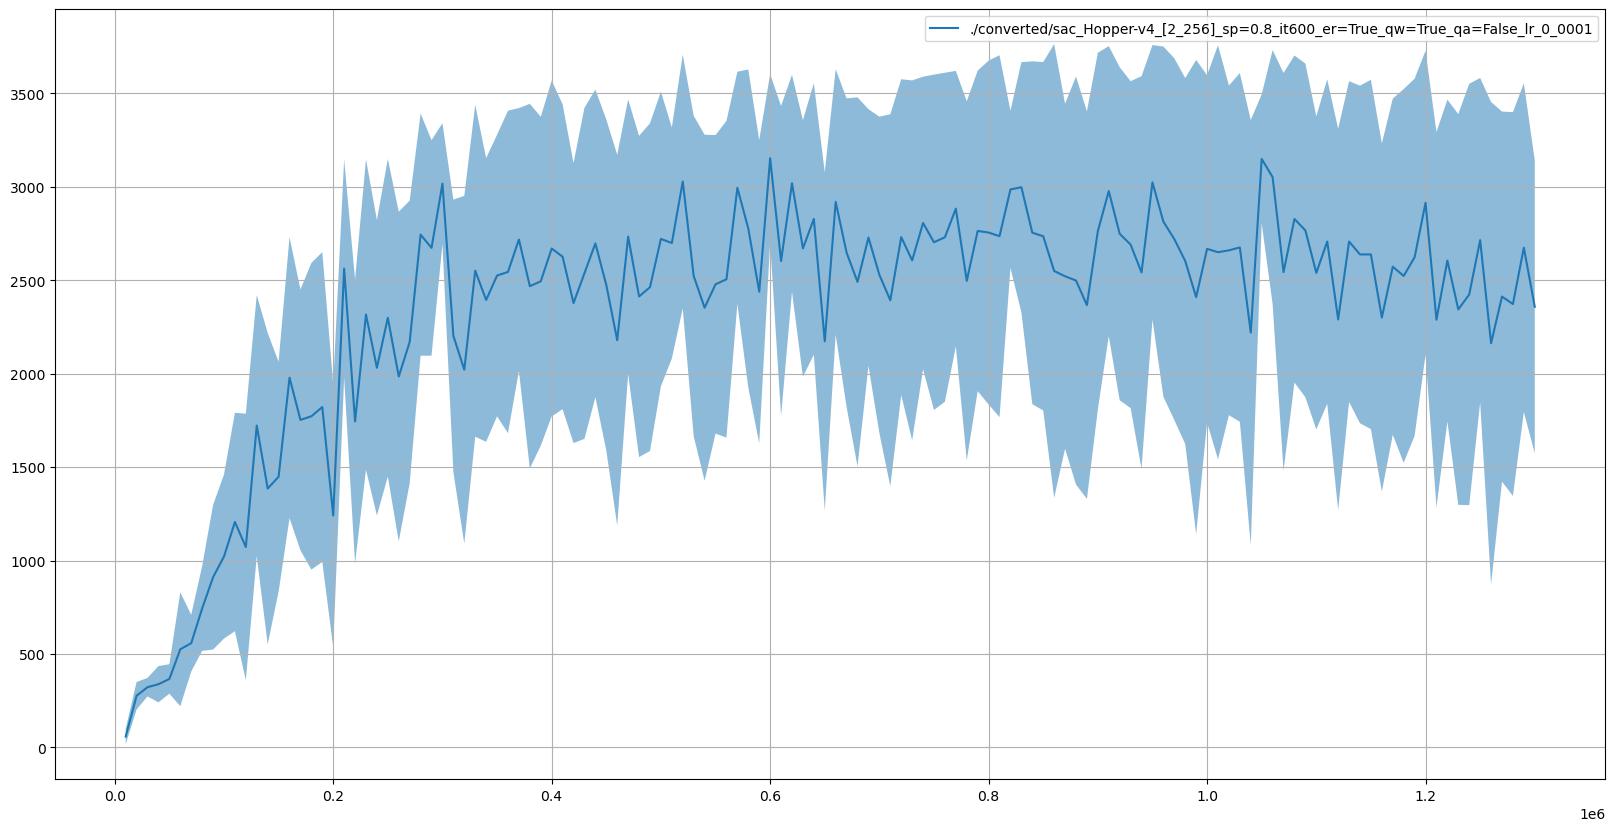 ./converted/sac_Hopper-v4_[2_256]_sp=0.8_it600_er=True_qw=True_qa=False_lr_0_0001
3500
3000
2500
2000
1500
1000
500
0
0.0 0.2 0.4 0.6 0.8 1.0 1.2
1e6